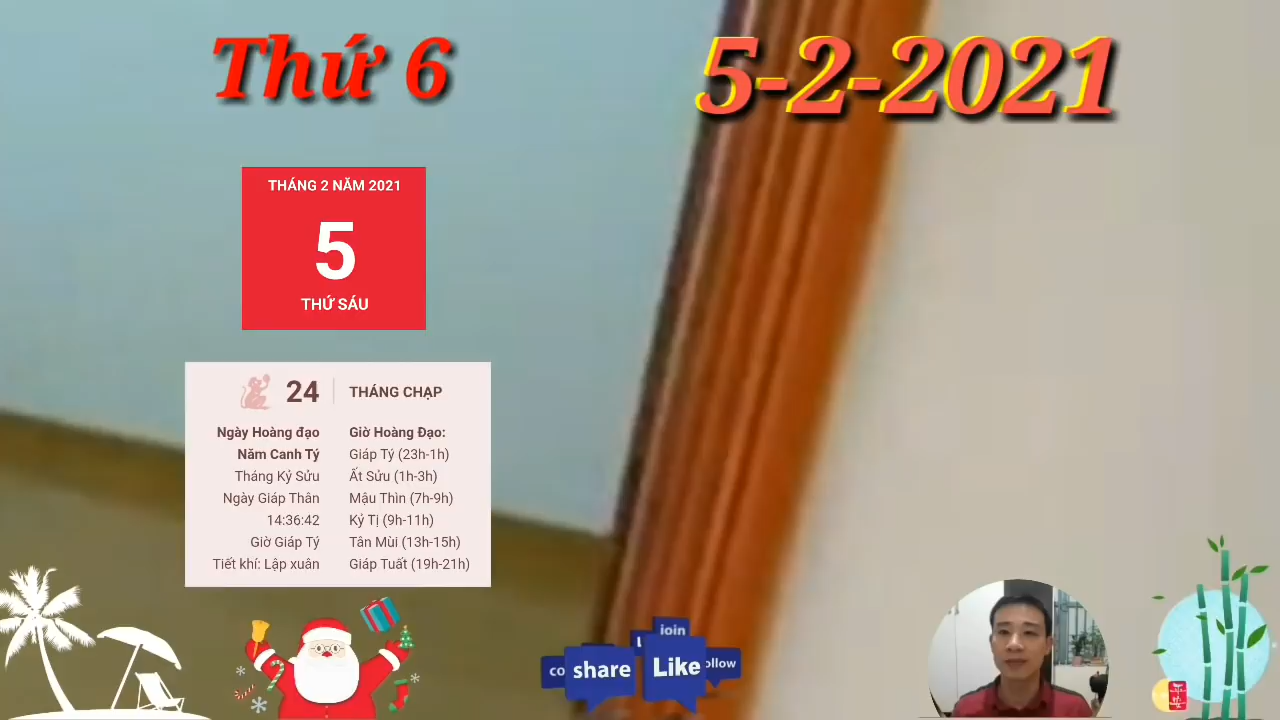 Thứ 6
5-2-2021
THÁNG 2 NĂM 2021
5
THỨ SÁU
24
THÁNG CHẠP
Ngày Hoàng đạo
Năm Canh Tý
Tháng Kỷ Sửu
Ngày Giáp Thân
14:36:42
Giờ Giáp Tý
Tiết khí: Lập xuân
Giờ Hoàng Đạo:
Giáp Tý (23h-1h)
Ất Sửu (1h-3h)
Mậu Thìn (7h-9h)
Kỷ Tị (9h-11h)
Tân Mùi (13h-15h)
Giáp Tuất (19h-21h)
join
share
Like
ollow